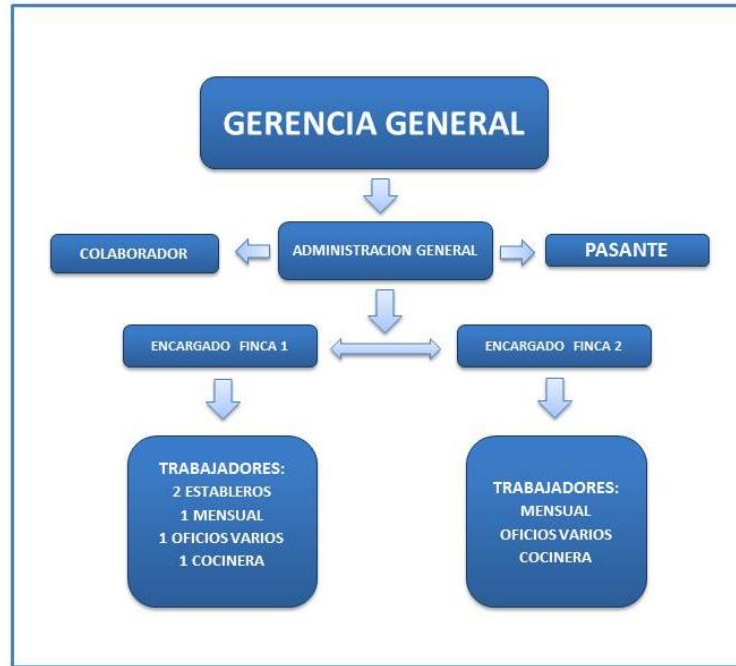 GERENCIA GENERAL
COLABORADOR
ADMINISTRACION GENERAL
PASANTE
ENCARGADO FINCA 1
ENCARGADO FINCA 2
TRABAJADORES:
2 ESTABLEROS
1 MENSUAL
1 OFICIOS VARIOS
1 COCINERA
TRABAJADORES:
MENSUAL
OFICIOS VARIOS
COCINERA